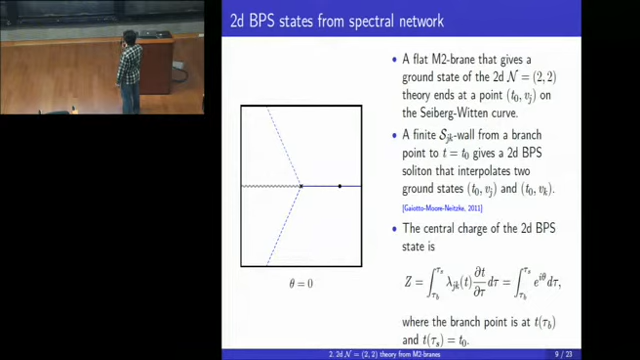 2d BPS states from spectral network
• A flat M2-brane that gives a
ground state of the 2d N = (2, 2)
theory ends at a point (t₀, vⱼ) on
the Seiberg-Witten curve.
• A finite Sⱼₖ-wall from a branch
point to t = t₀ gives a 2d BPS
soliton that interpolates two
ground states (t₀, vⱼ) and (t₀, vₖ).
[Gaiotto-Moore-Neitzke, 2011]
• The central charge of the 2d BPS
state is
Z = ∫_{τ_b}^{τ_s} λⱼₖ(t) ∂t/∂τ dτ = ∫_{τ_b}^{τ_s} e^{iθ} dτ,
where the branch point is at t(τ_b)
and t(τ_s) = t₀.
θ = 0
2. 2d N = (2, 2) theory from M2-branes
9 / 23